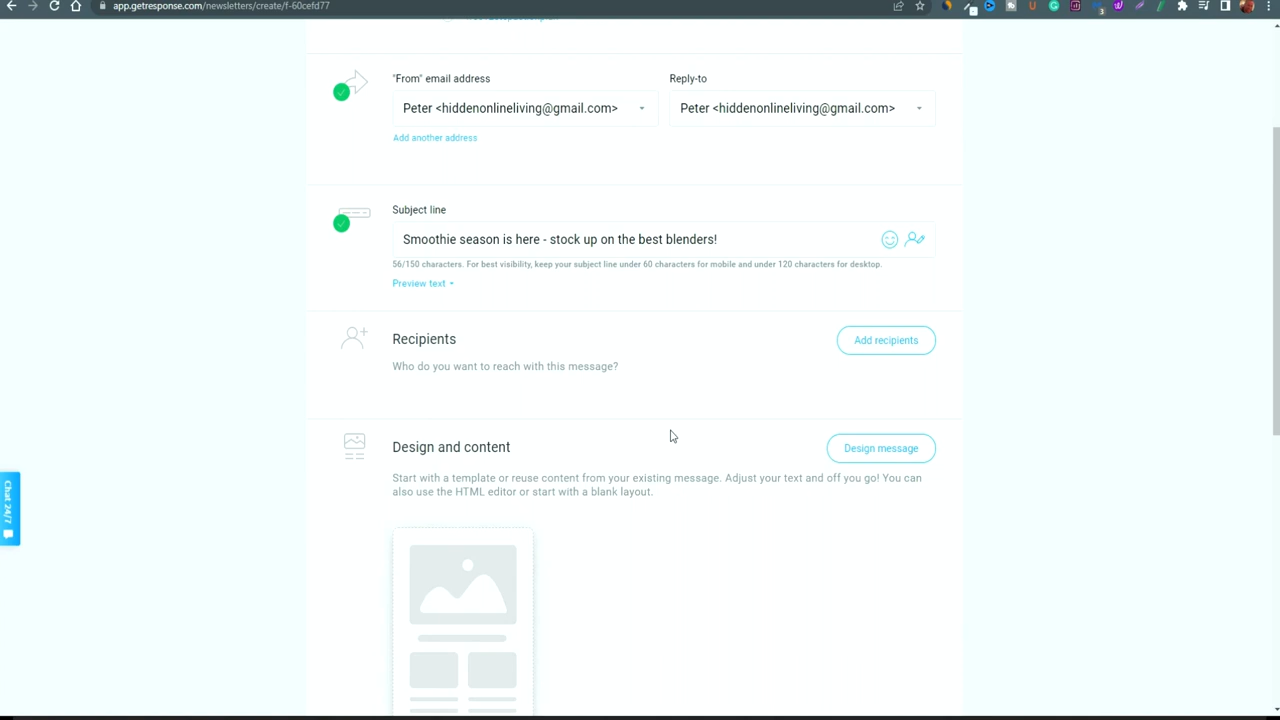 app.getresponse.com/newsletters/create/f-60cefd77
"From" email address
Reply-to
Peter <hiddenonlineliving@gmail.com>
Peter <hiddenonlineliving@gmail.com>
Add another address
Subject line
Smoothie season is here - stock up on the best blenders!
56/150 characters. For best visibility, keep your subject line under 60 characters for mobile and under 120 characters for desktop.
Preview text
Recipients
Add recipients
Who do you want to reach with this message?
Design and content
Design message
Start with a template or reuse content from your existing message. Adjust your text and off you go! You can
also use the HTML editor or start with a blank layout.
Chat 24/7